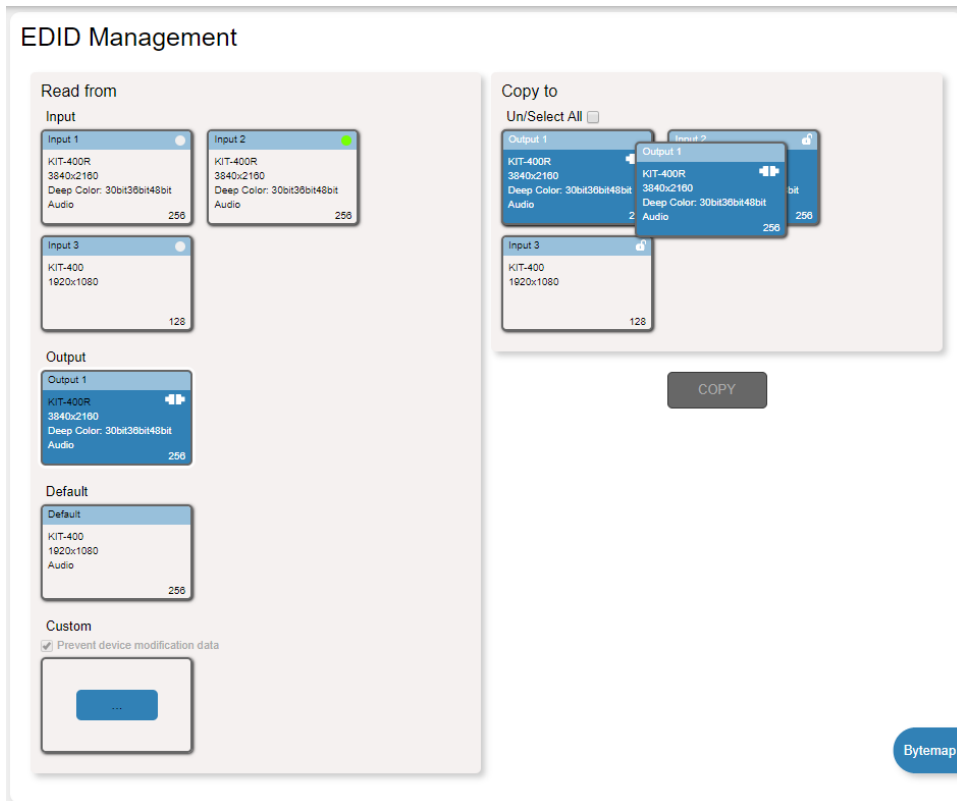 EDID Management
Read from
Input
Input 1
KIT-400R
3840x2160
Deep Color: 30bit36bit48bit
Audio
256
Input 2
KIT-400R
3840x2160
Deep Color: 30bit36bit48bit
Audio
256
Input 3
KIT-400
1920x1080
128
Output
Output 1
KIT-400R
3840x2160
Deep Color: 30bit36bit48bit
Audio
256
Default
Default
KIT-400
1920x1080
Audio
256
Custom
Prevent device modification data
...
Copy to
Un/Select All
Output 1
KIT-400R
3840x2160
Deep Color: 30bit36bit48bit
Audio
2
Input 2
bit
256
Output 1
KIT-400R
3840x2160
Deep Color: 30bit36bit48bit
Audio
256
Input 3
KIT-400
1920x1080
128
COPY
Bytemap